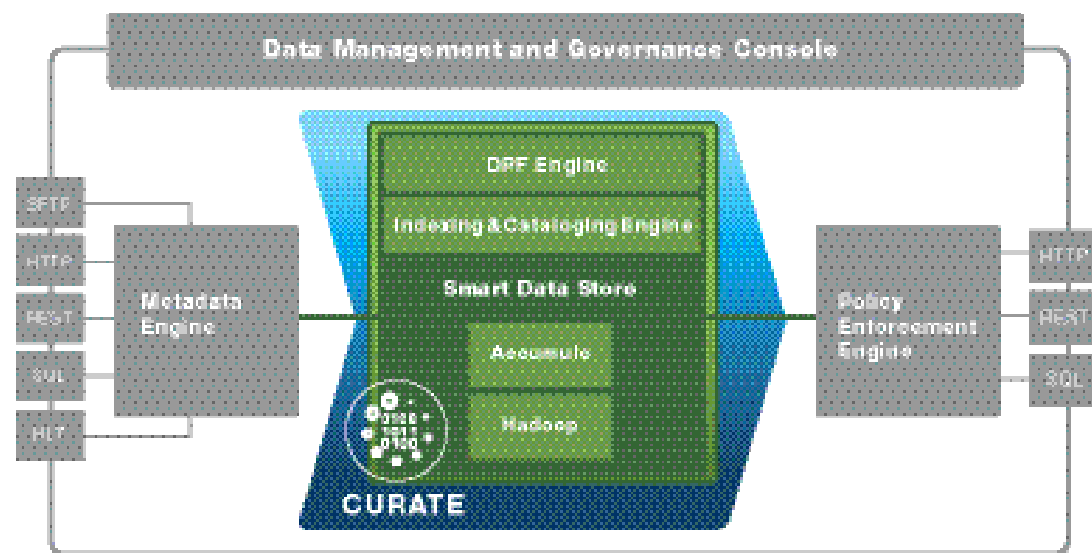 Data Management and Governance Console
DPF Engine
Indexing & Cataloging Engine
Smart Data Store
Accumulo
Hadoop
CURATE
SFTP
HTTP
REST
SQL
Metadata
Engine
Policy
Enforcement
Engine
HTTP
REST
SQL